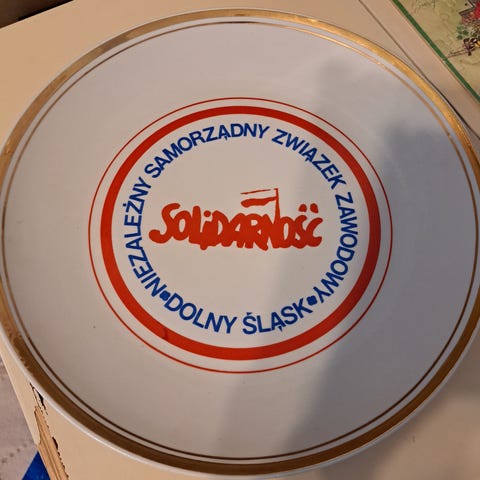 NIEZALEŻNY SAMORZĄDNY ZWIĄZEK ZAWODOWY
SOLIDARNOŚĆ
DOLNY ŚLĄSK